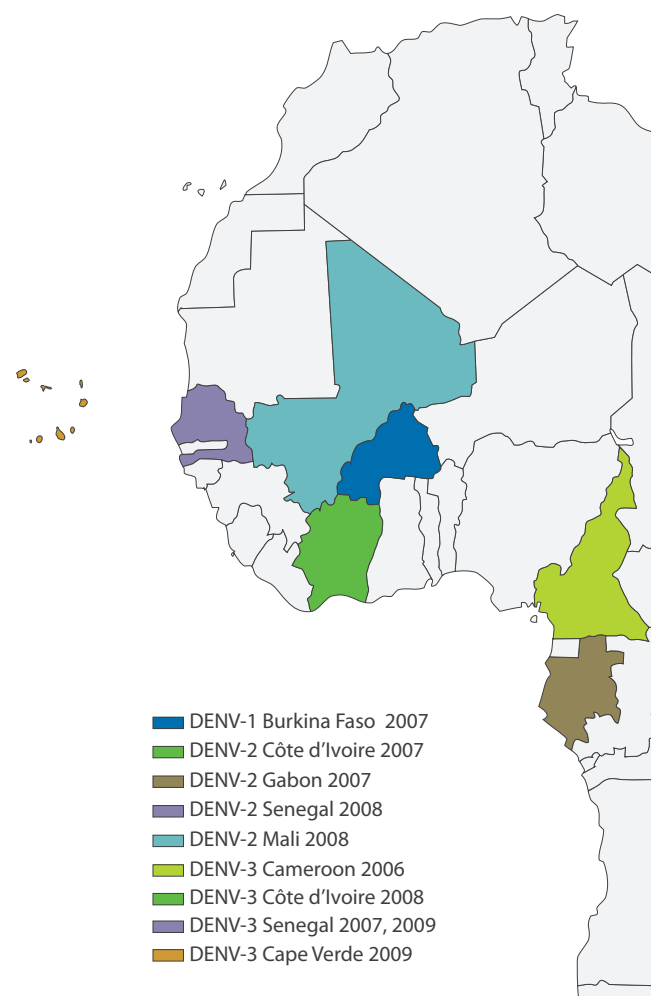 DENV-1 Burkina Faso 2007
DENV-2 Côte d’Ivoire 2007
DENV-2 Gabon 2007
DENV-2 Senegal 2008
DENV-2 Mali 2008
DENV-3 Cameroon 2006
DENV-3 Côte d’Ivoire 2008
DENV-3 Senegal 2007, 2009
DENV-3 Cape Verde 2009